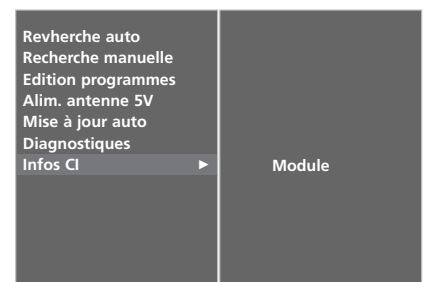 Revherche auto
Recherche manuelle
Edition programmes
Alim. antenne 5V
Mise à jour auto
Diagnostiques
Infos CI ►
Module